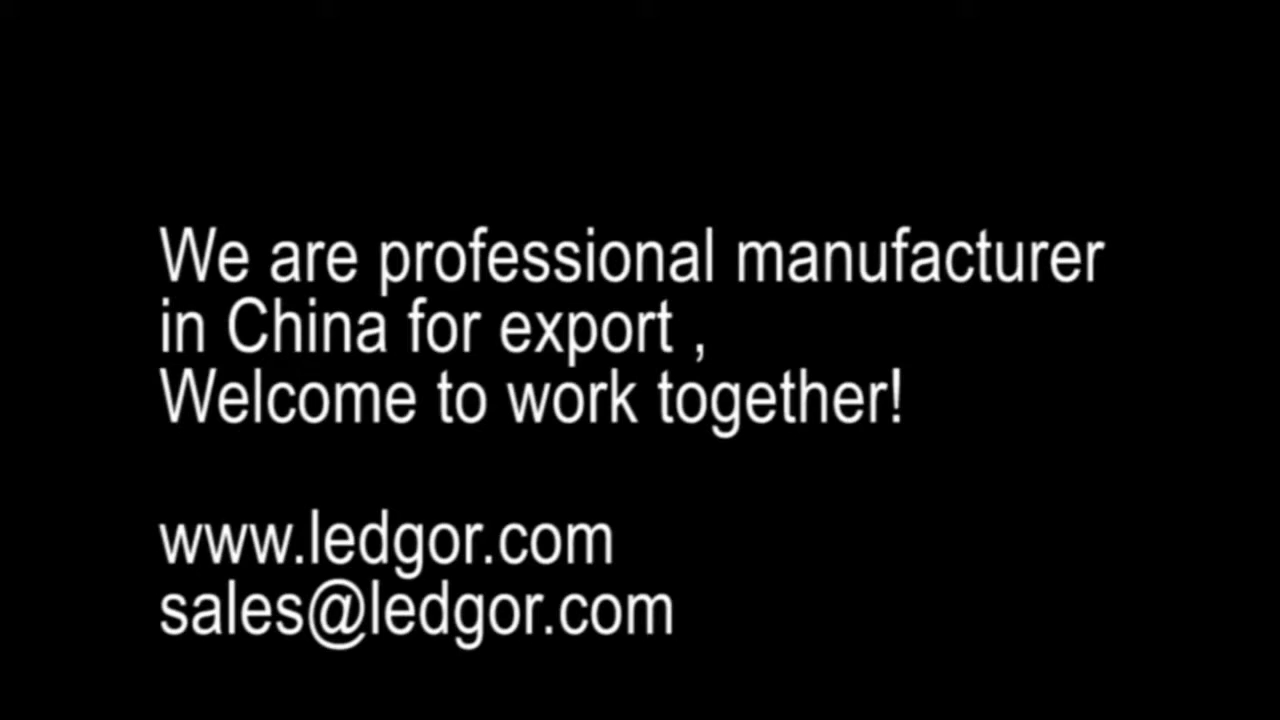 We are professional manufacturer
in China for export ,
Welcome to work together!
www.ledgor.com
sales@ledgor.com